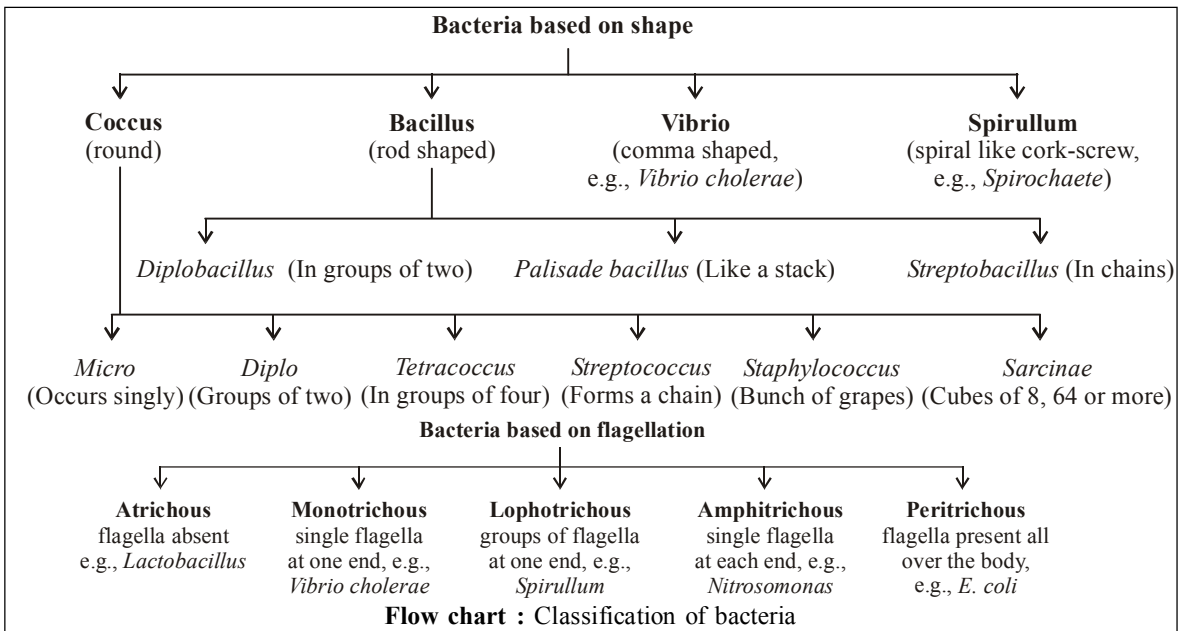 Bacteria based on shape
Coccus Bacillus Vibrio Spirullum
(round) (rod shaped) (comma shaped, (spiral like cork-screw,
e.g., Vibrio cholerae) e.g., Spirochaete)
Diplobacillus (In groups of two) Palisade bacillus (Like a stack) Streptobacillus (In chains)
Micro Diplo Tetracoccus Streptococcus Staphylococcus Sarcinae
(Occurs singly) (Groups of two) (In groups of four) (Forms a chain) (Bunch of grapes) (Cubes of 8, 64 or more)
Bacteria based on flagellation
Atrichous Monotrichous Lophotrichous Amphitrichous Peritrichous
flagella absent single flagella groups of flagella single flagella flagella present all
e.g., Lactobacillus at one end, e.g., at one end, e.g., at each end, e.g., over the body,
Vibrio cholerae Spirullum Nitrosomonas e.g., E. coli
Flow chart : Classification of bacteria